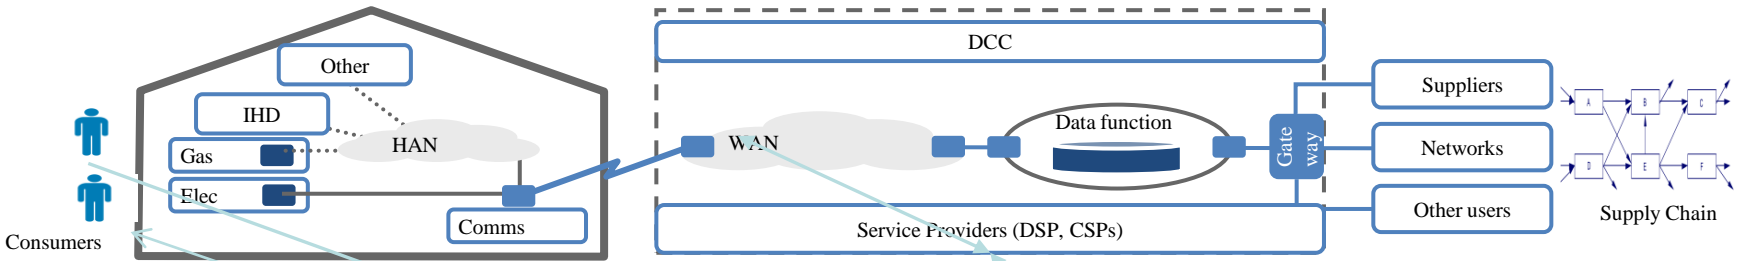 Other
IHD
HAN
Gas
Elec
Comms
Consumers
DCC
WAN
Data function
Gate
way
Service Providers (DSP, CSPs)
Suppliers
Networks
Other users
A
B
C
D
E
F
Supply Chain